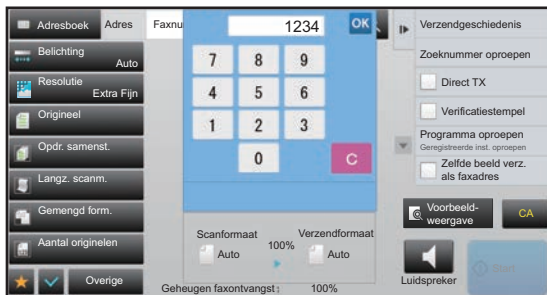 Adresboek
Adres
Faxnu
1234
OK
Verzendgeschiedenis
Belichting
Auto
Zoeknummer oproepen
Resolutie
Extra Fijn
7 8 9
Direct TX
Origineel
4 5 6
Verificatiestempel
Opdr. samenst.
1 2 3
Programma oproepen
Geregistreerde inst. oproepen
Langz. scanm.
0 C
Zelfde beeld verz.
als faxadres
Gemengd form.
Voorbeeld-
weergave
CA
Aantal originelen
Scanformaat
Auto
100%
Verzendformaat
Auto
Overige
Luidspreker
Start
Geheugen faxontvangst: 100%